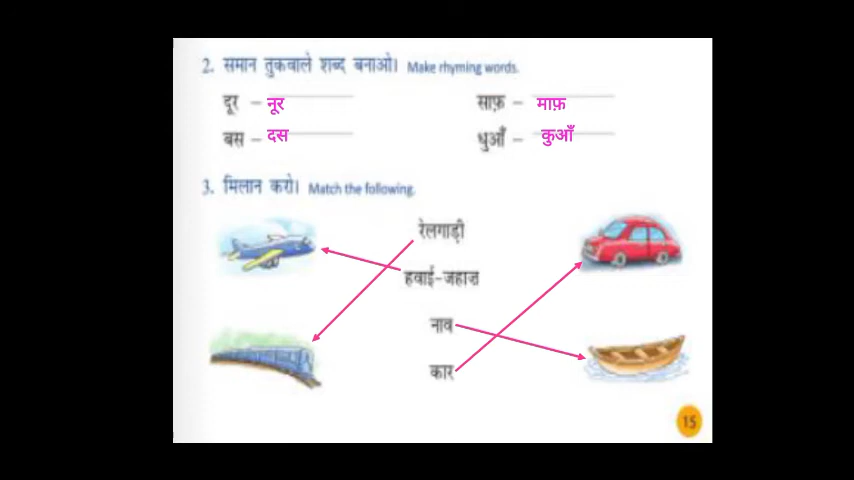 2. समान तुकवाले शब्द बनाओ। Make rhyming words.
दूर – नूर साफ़ – माफ़
बस – दस धुआँ – कुआँ
3. मिलान करो। Match the following.
रेलगाड़ी
हवाई-जहाज़
नाव
कार
15